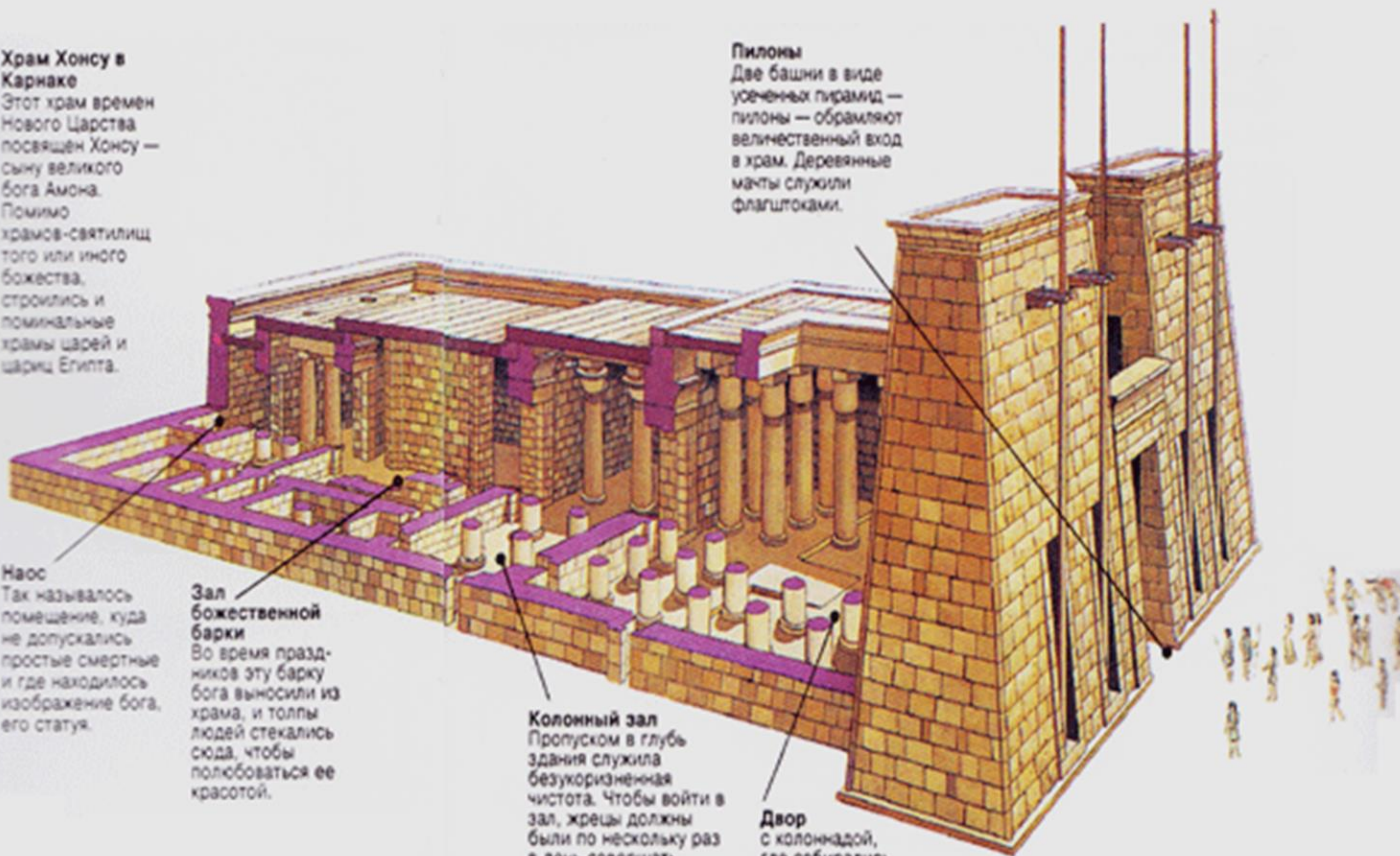 Храм Хонсу в
Карнаке
Этот храм времен
Нового Царства
посвящен Хонсу —
сыну великого
бога Амона.
Помимо
храмов-святилищ
того или иного
божества,
строились и
поминальные
храмы царей и
цариц Египта.
Пилоны
Две башни в виде
усеченных пирамид —
пилоны — обрамляют
величественный вход
в храм. Деревянные
мачты служили
флагштоками.
Наос
Так называлось
помещение, куда
не допускались
простые смертные
и где находилось
изображение бога,
его статуя.
Зал
божественной
барки
Во время празд-
ников эту барку
бога выносили из
храма, и толпы
людей стекались
сюда, чтобы
полюбоваться ее
красотой.
Колонный зал
Пропуском в глубь
здания служила
безукоризненная
чистота. Чтобы войти в
зал, жрецы должны
были по нескольку раз
Двор
с колоннадой,